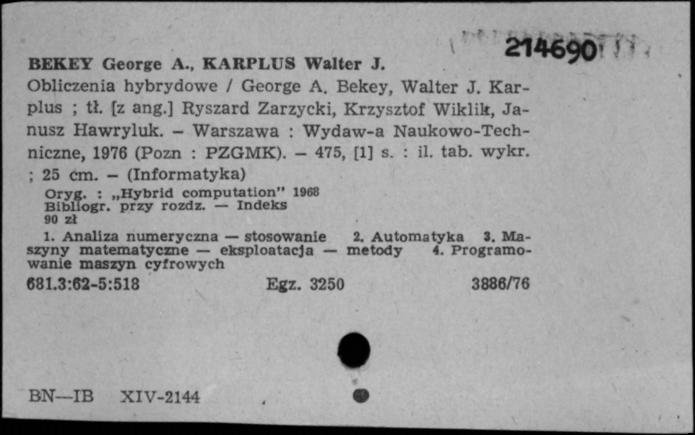 214690
BEKEY George A., KARPLUS Walter J.
Obliczenia hybrydowe / George A. Bekey, Walter J. Kar-
plus ; tł. [z ang.] Ryszard Zarzycki, Krzysztof Wiklik, Ja-
nusz Hawryluk. — Warszawa : Wydaw-a Naukowo-Tech-
niczne, 1976 (Pozn : PZGMK). — 475, [1] s. : il. tab. wykr.
; 25 cm. — (Informatyka)
Oryg. : „Hybrid computation" 1968
Bibliogr. przy rozdz. — Indeks
90 zł
1. Analiza numeryczna — stosowanie 2. Automatyka 3. Ma-
szyny matematyczne — eksploatacja — metody 4. Programo-
wanie maszyn cyfrowych
681.3:62-5:518 Egz. 3250 3886/76
BN—IB XIV-2144